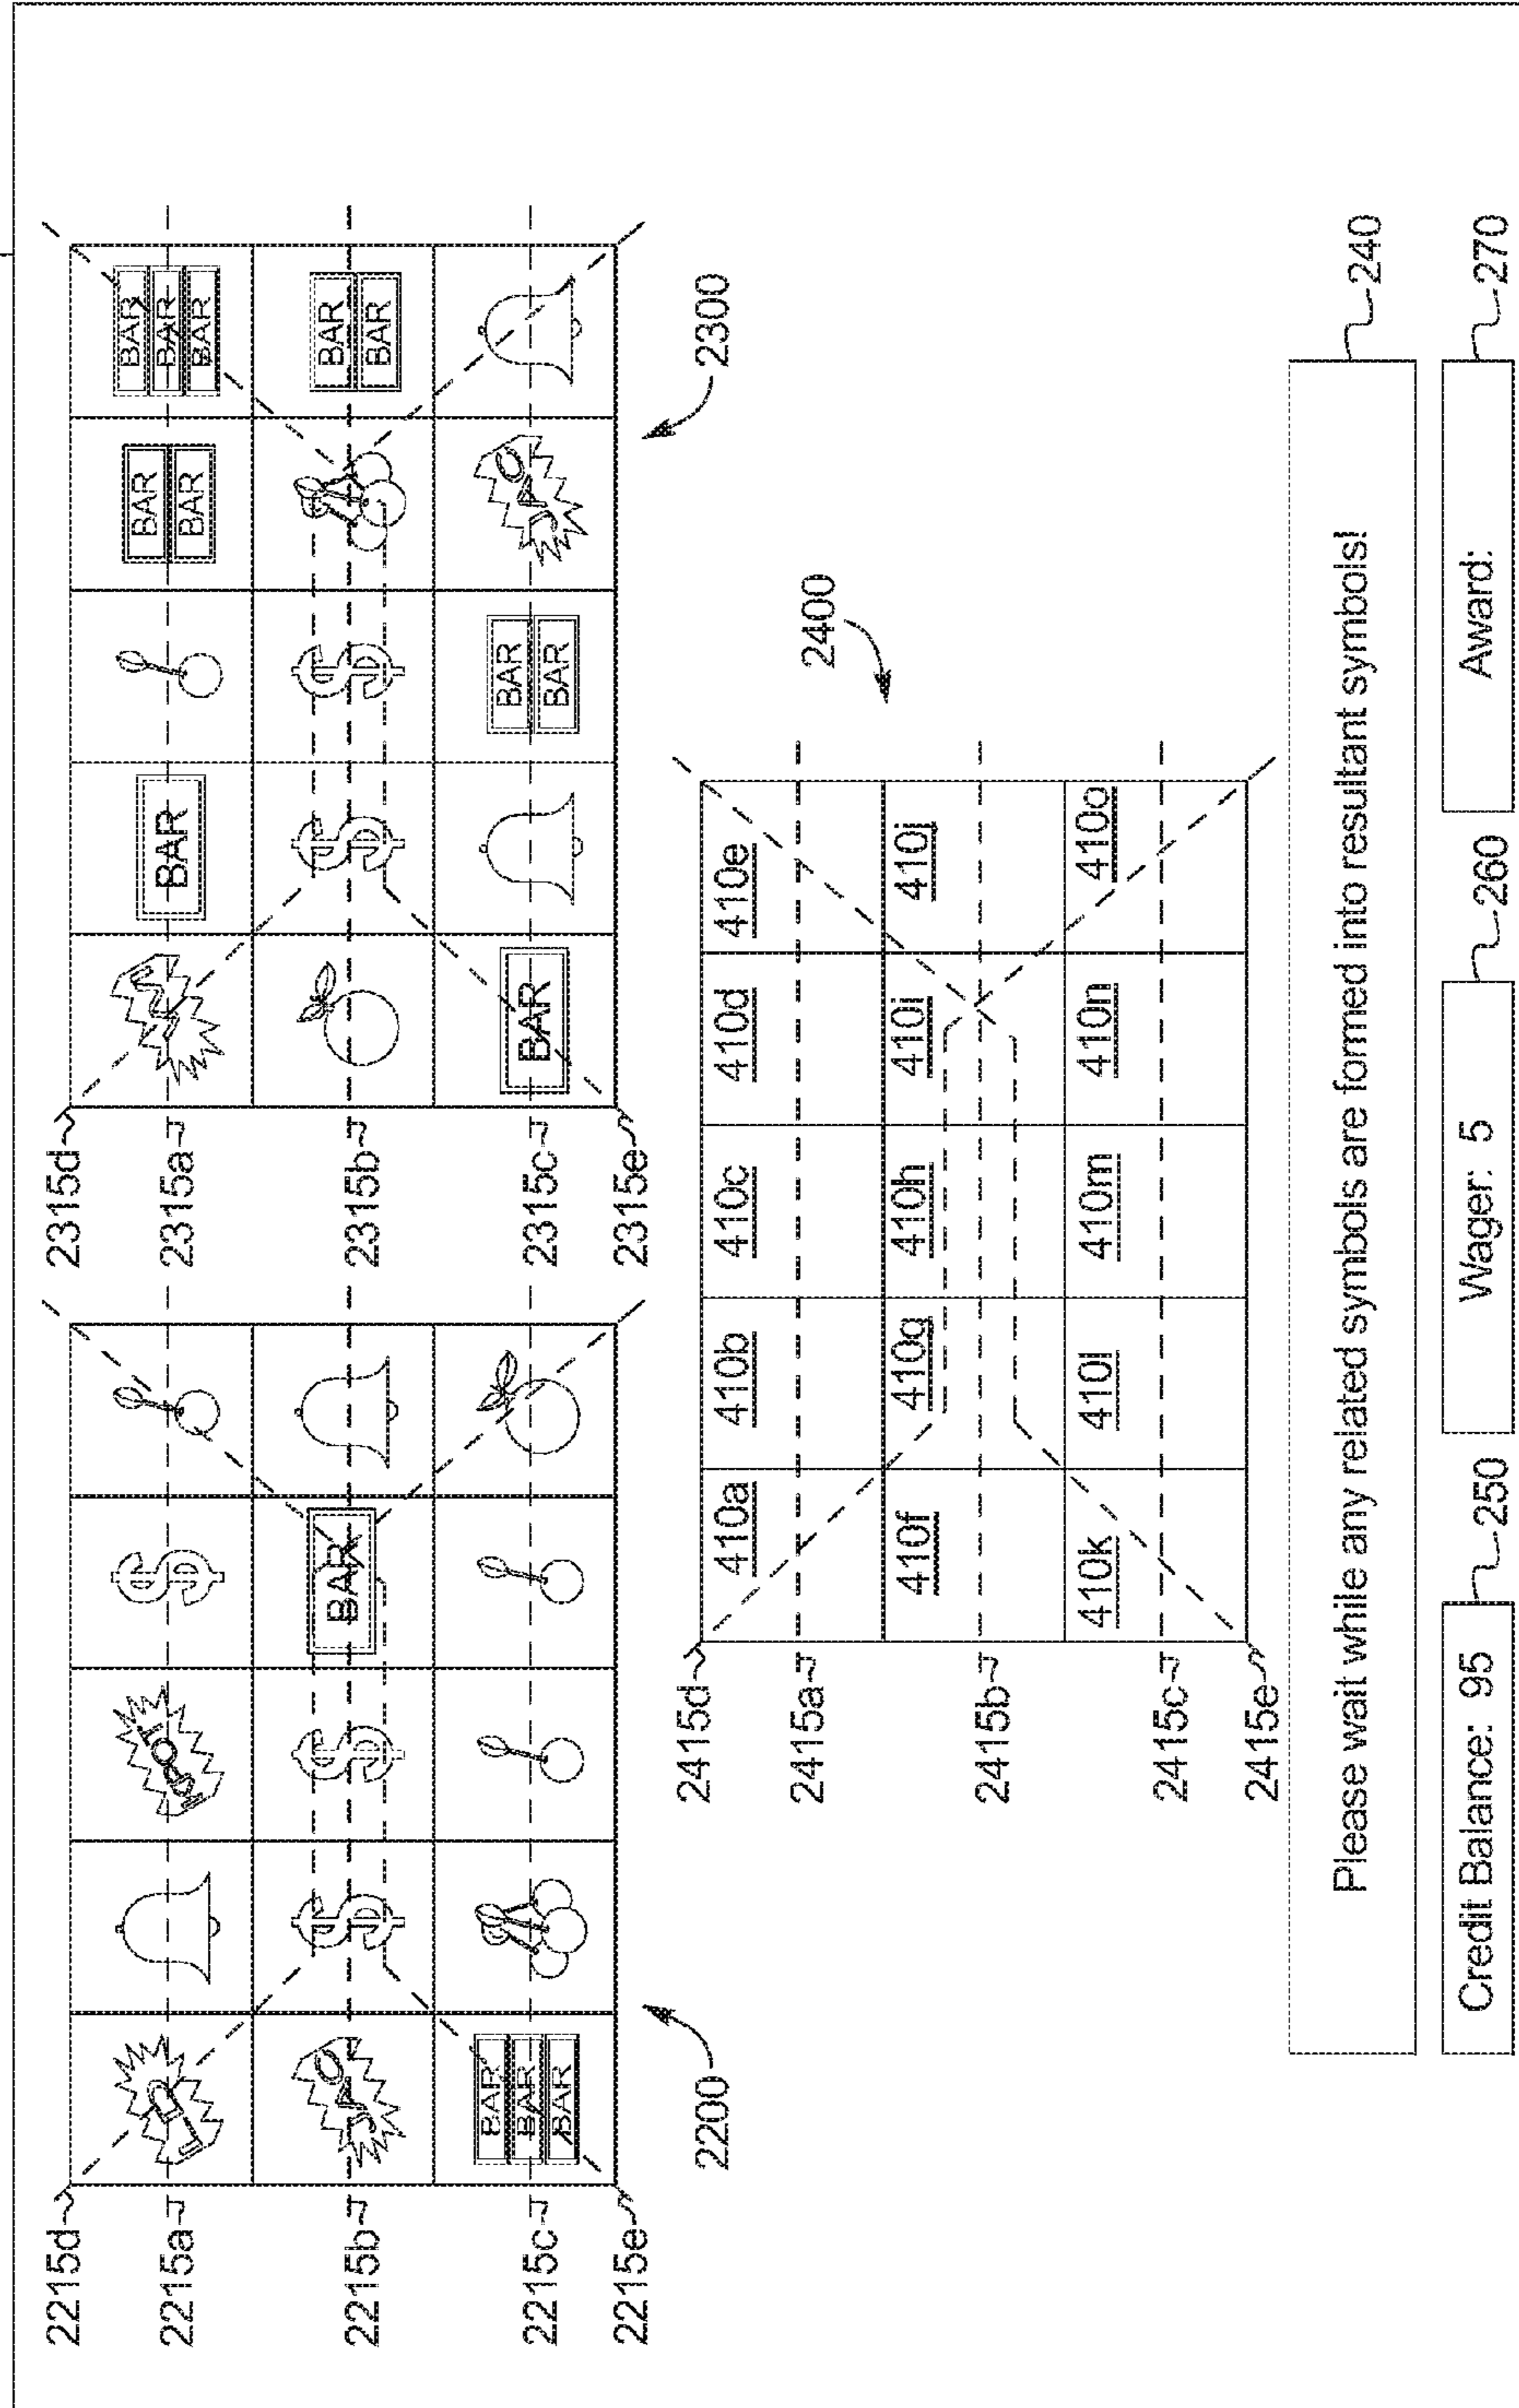 2215d
2215a
2215b
2215c
2215e
BAR
BAR
BAR
BAR
2200
2315d
2315a
2315b
2315c
2315e
BAR
BAR
BAR
BAR
BAR
BAR
BAR
BAR
BAR
BAR
BAR
2300
2415d
2415a
2415b
2415c
2415e
410a
410b
410c
410d
410e
410f
410g
410h
410i
410j
410k
410l
410m
410n
410o
2400
Please wait while any related symbols are formed into resultant symbols!
240
Credit Balance: 95
250
Wager: 5
260
Award:
270